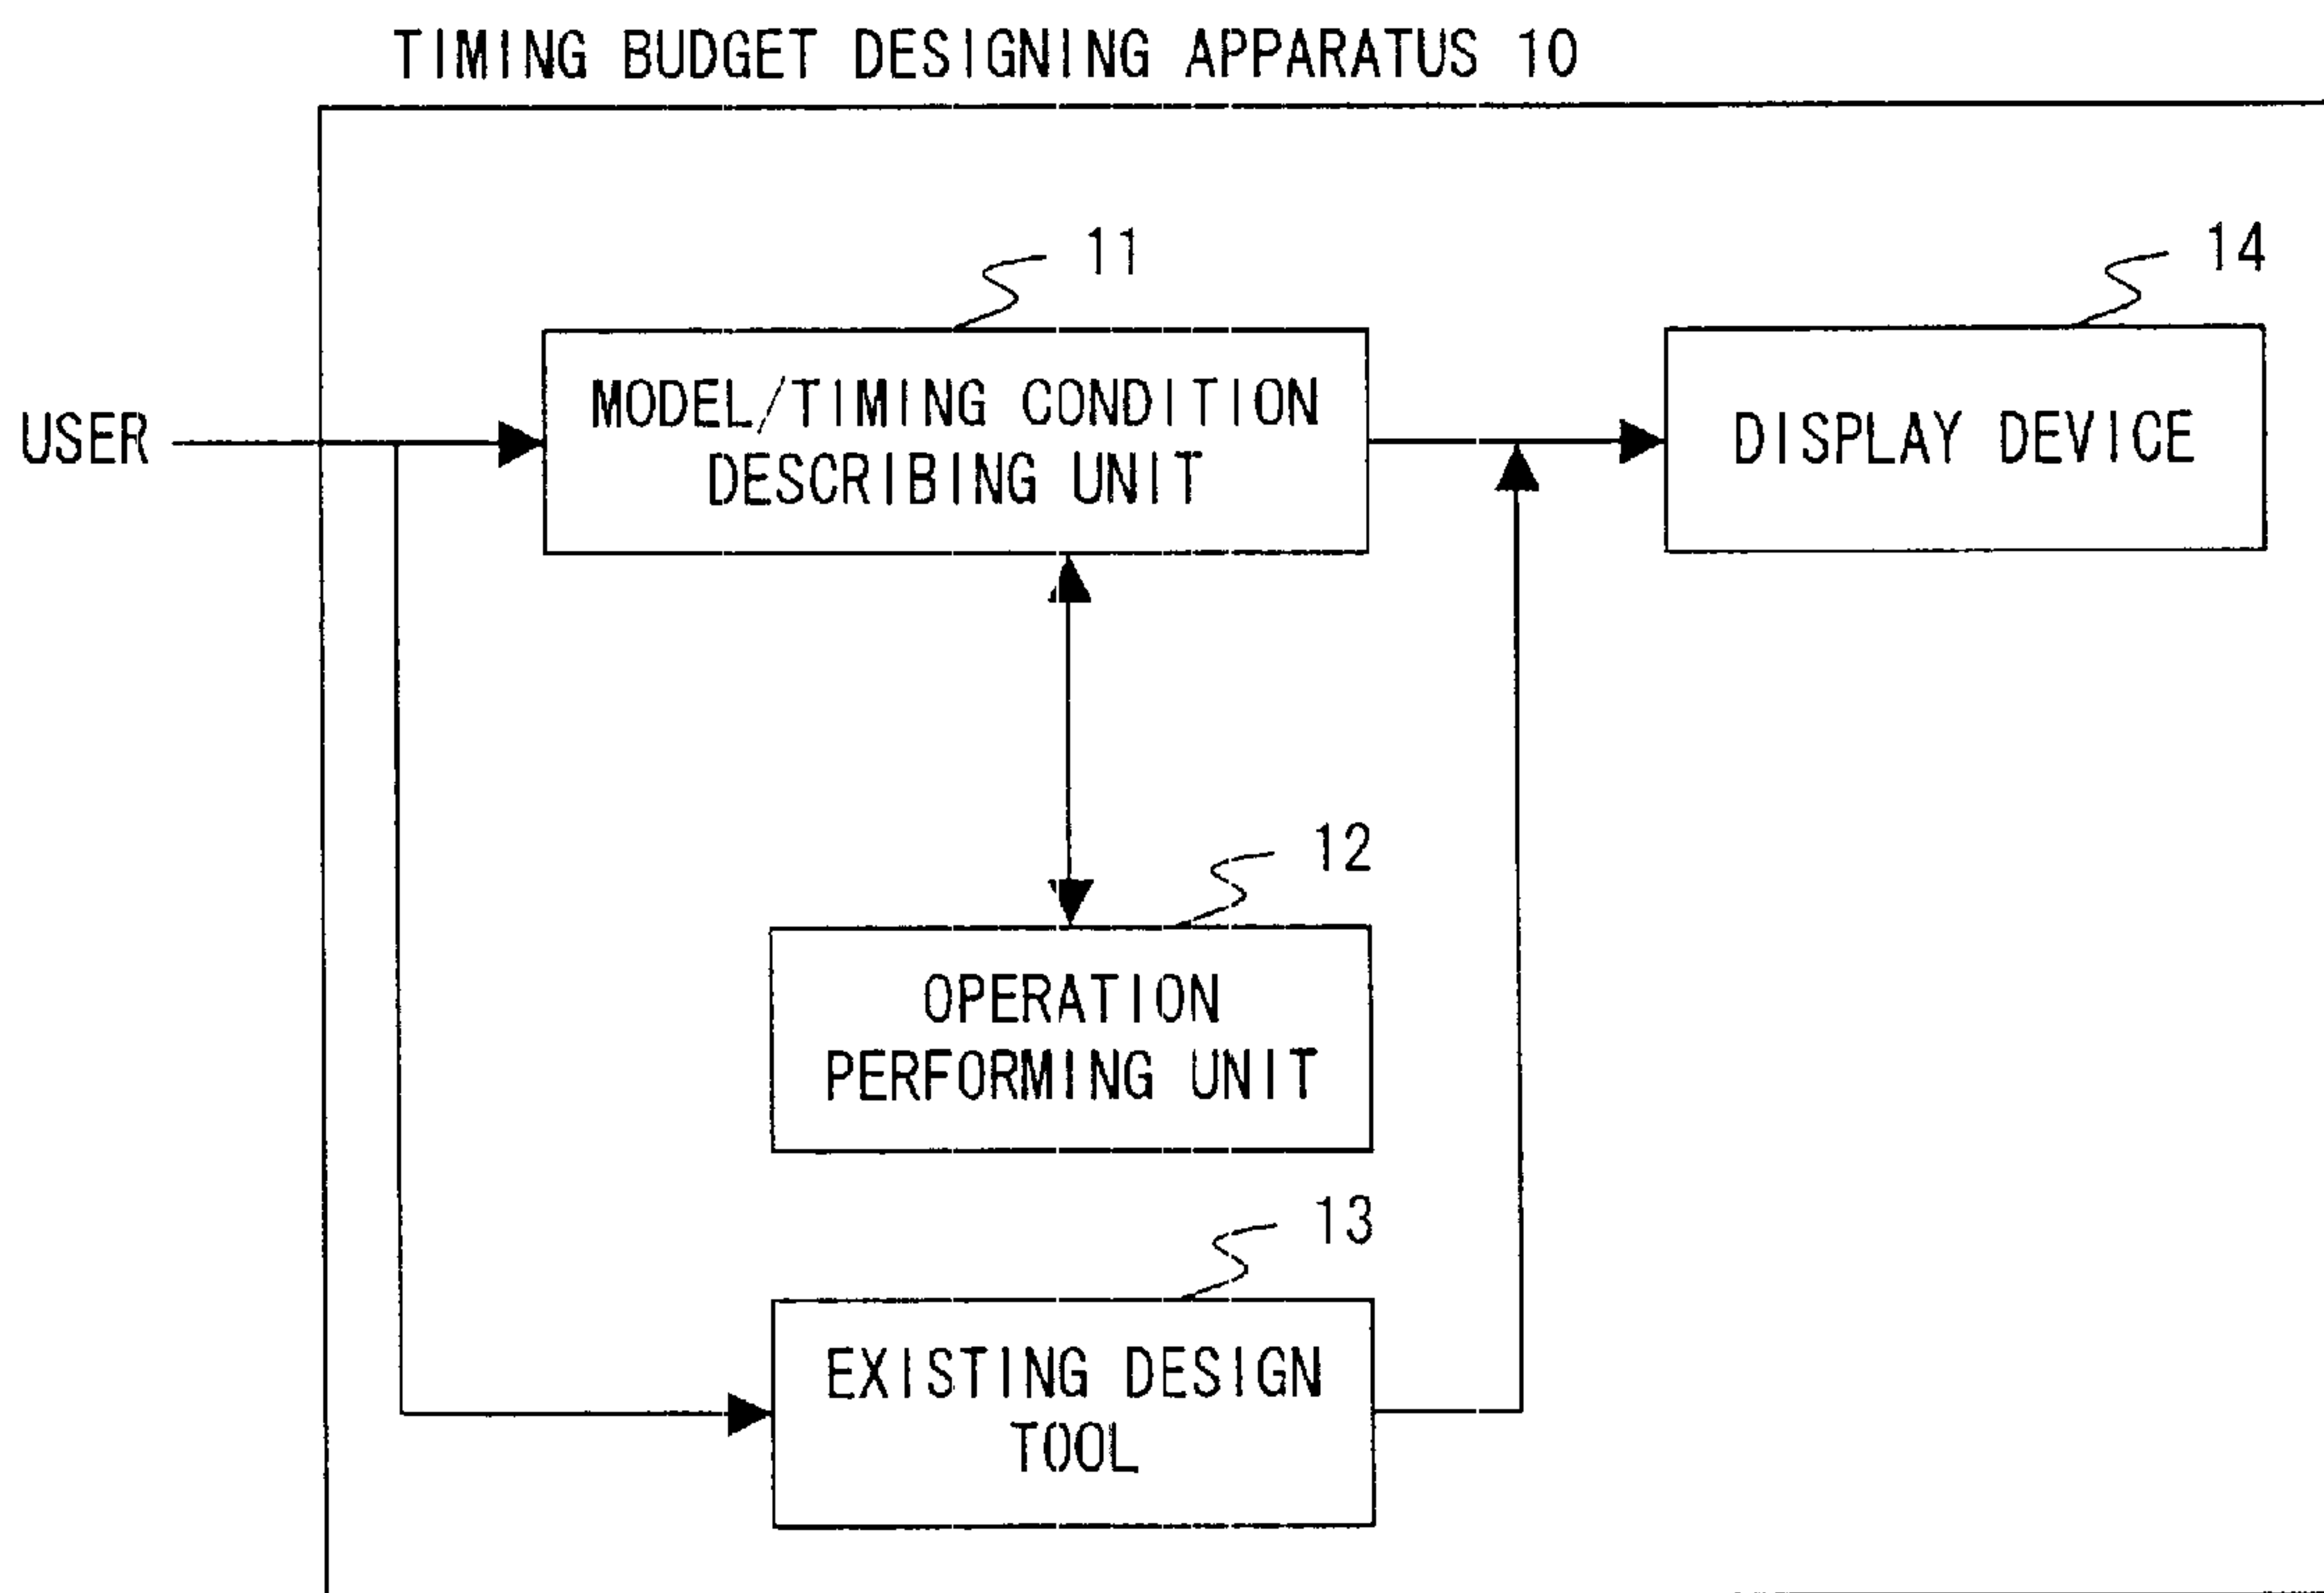 TIMING BUDGET DESIGNING APPARATUS 10
11
14
MODEL/TIMING CONDITION
DESCRIBING UNIT
DISPLAY DEVICE
USER
12
OPERATION
PERFORMING UNIT
13
EXISTING DESIGN
TOOL